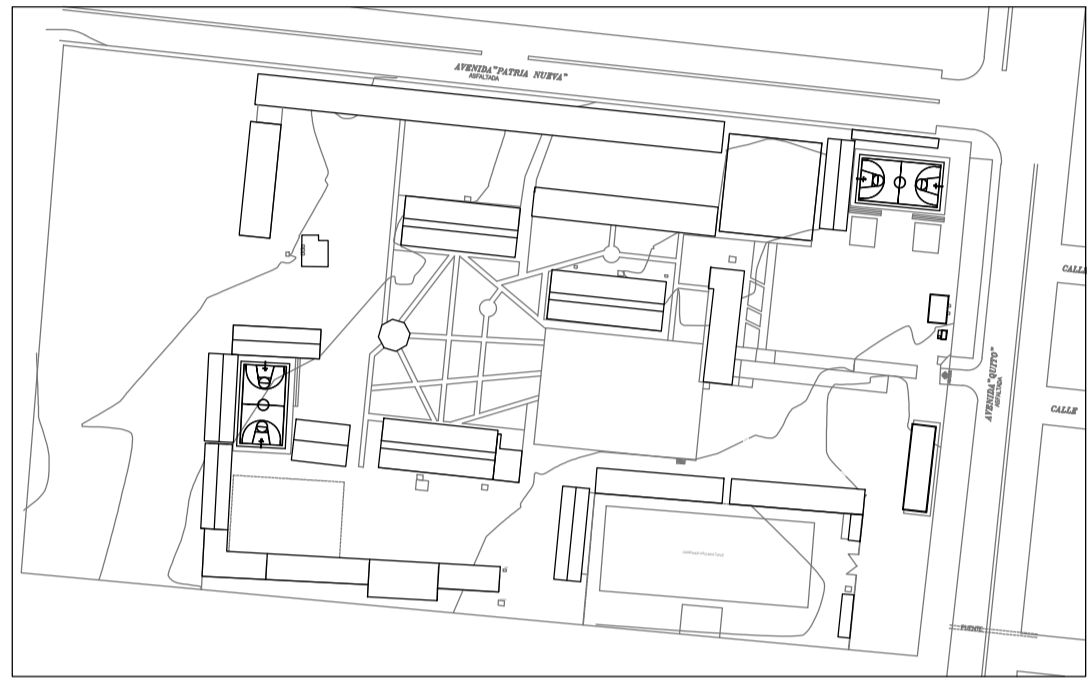 AVENIDA "PATRIA NUEVA"
ASFALTADA
CALLE
AVENIDA "QUITO"
ASFALTADA
CALLE
PUENTE